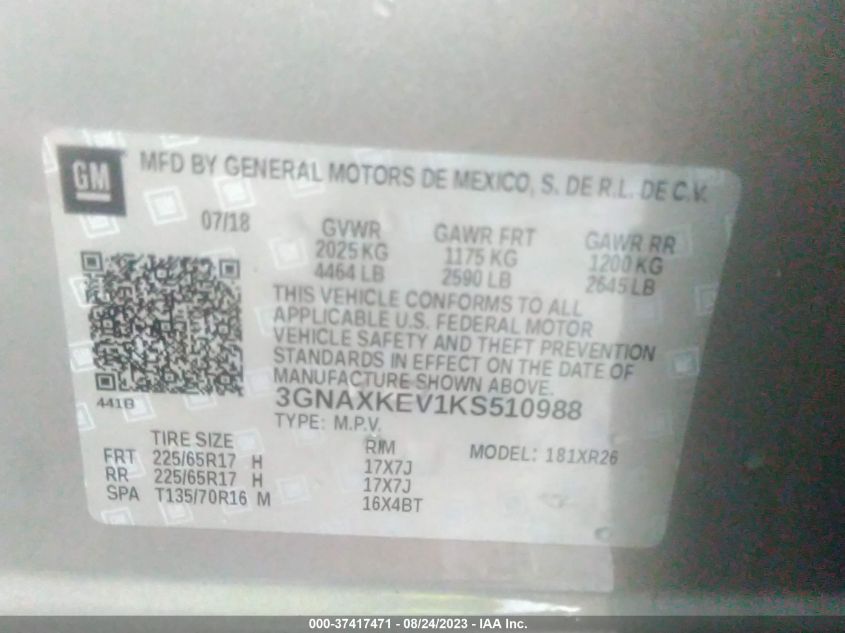 GM
MFD BY GENERAL MOTORS DE MEXICO, S. DE R.L. DE C.V.
07/18
GVWR GAWR FRT GAWR RR
2025 KG 1175 KG 1200 KG
4464 LB 2590 LB 2645 LB
THIS VEHICLE CONFORMS TO ALL
APPLICABLE U.S. FEDERAL MOTOR
VEHICLE SAFETY AND THEFT PREVENTION
STANDARDS IN EFFECT ON THE DATE OF
MANUFACTURE SHOWN ABOVE.
441B
3GNAXKEV1KS510988
TYPE: M.P.V.
TIRE SIZE RIM MODEL: 181XR26
FRT 225/65R17 H 17X7J
RR 225/65R17 H 17X7J
SPA T135/70R16 M 16X4BT
000-37417471 - 08/24/2023 - IAA Inc.